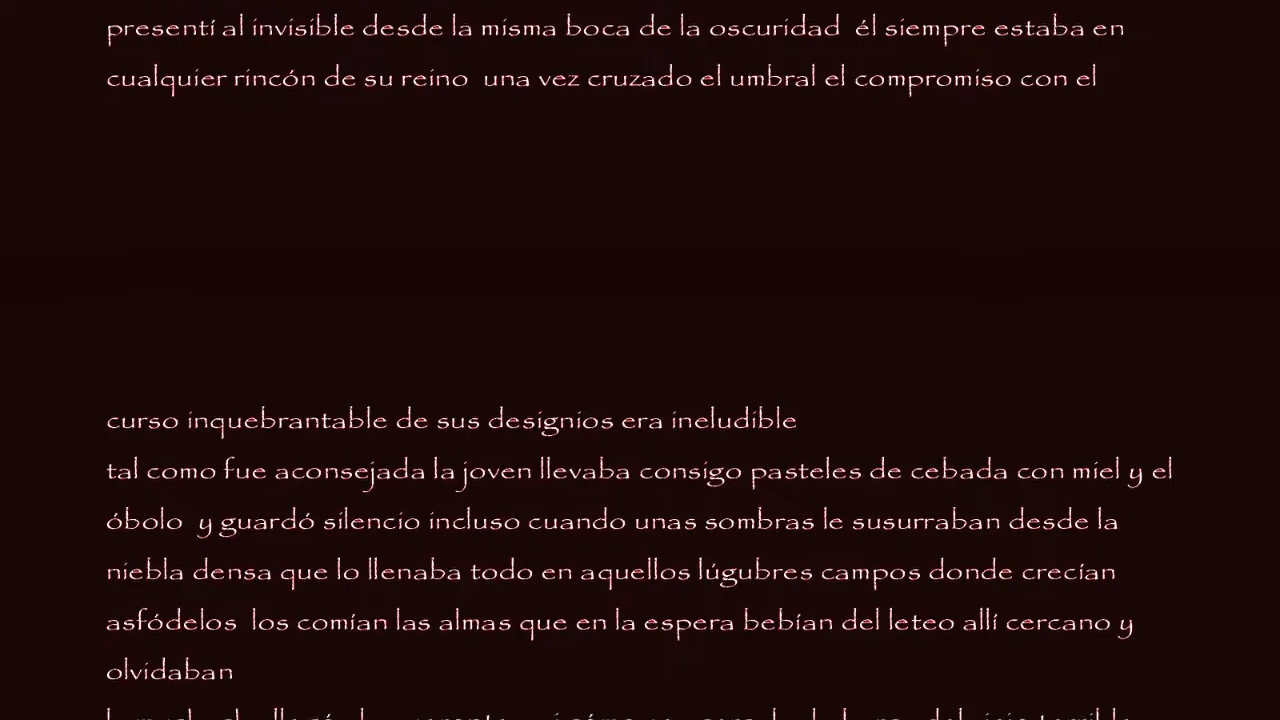 presentí al invisible desde la misma boca de la oscuridad  él siempre estaba en
cualquier rincón de su reino  una vez cruzado el umbral el compromiso con el
curso inquebrantable de sus designios era ineludible
tal como fue aconsejada la joven llevaba consigo pasteles de cebada con miel y el
óbolo  y guardó silencio incluso cuando unas sombras le susurraban desde la
niebla densa que lo llenaba todo en aquellos lúgubres campos donde crecían
asfódelos  los comían las almas que en la espera bebían del leteo allí cercano y
olvidaban